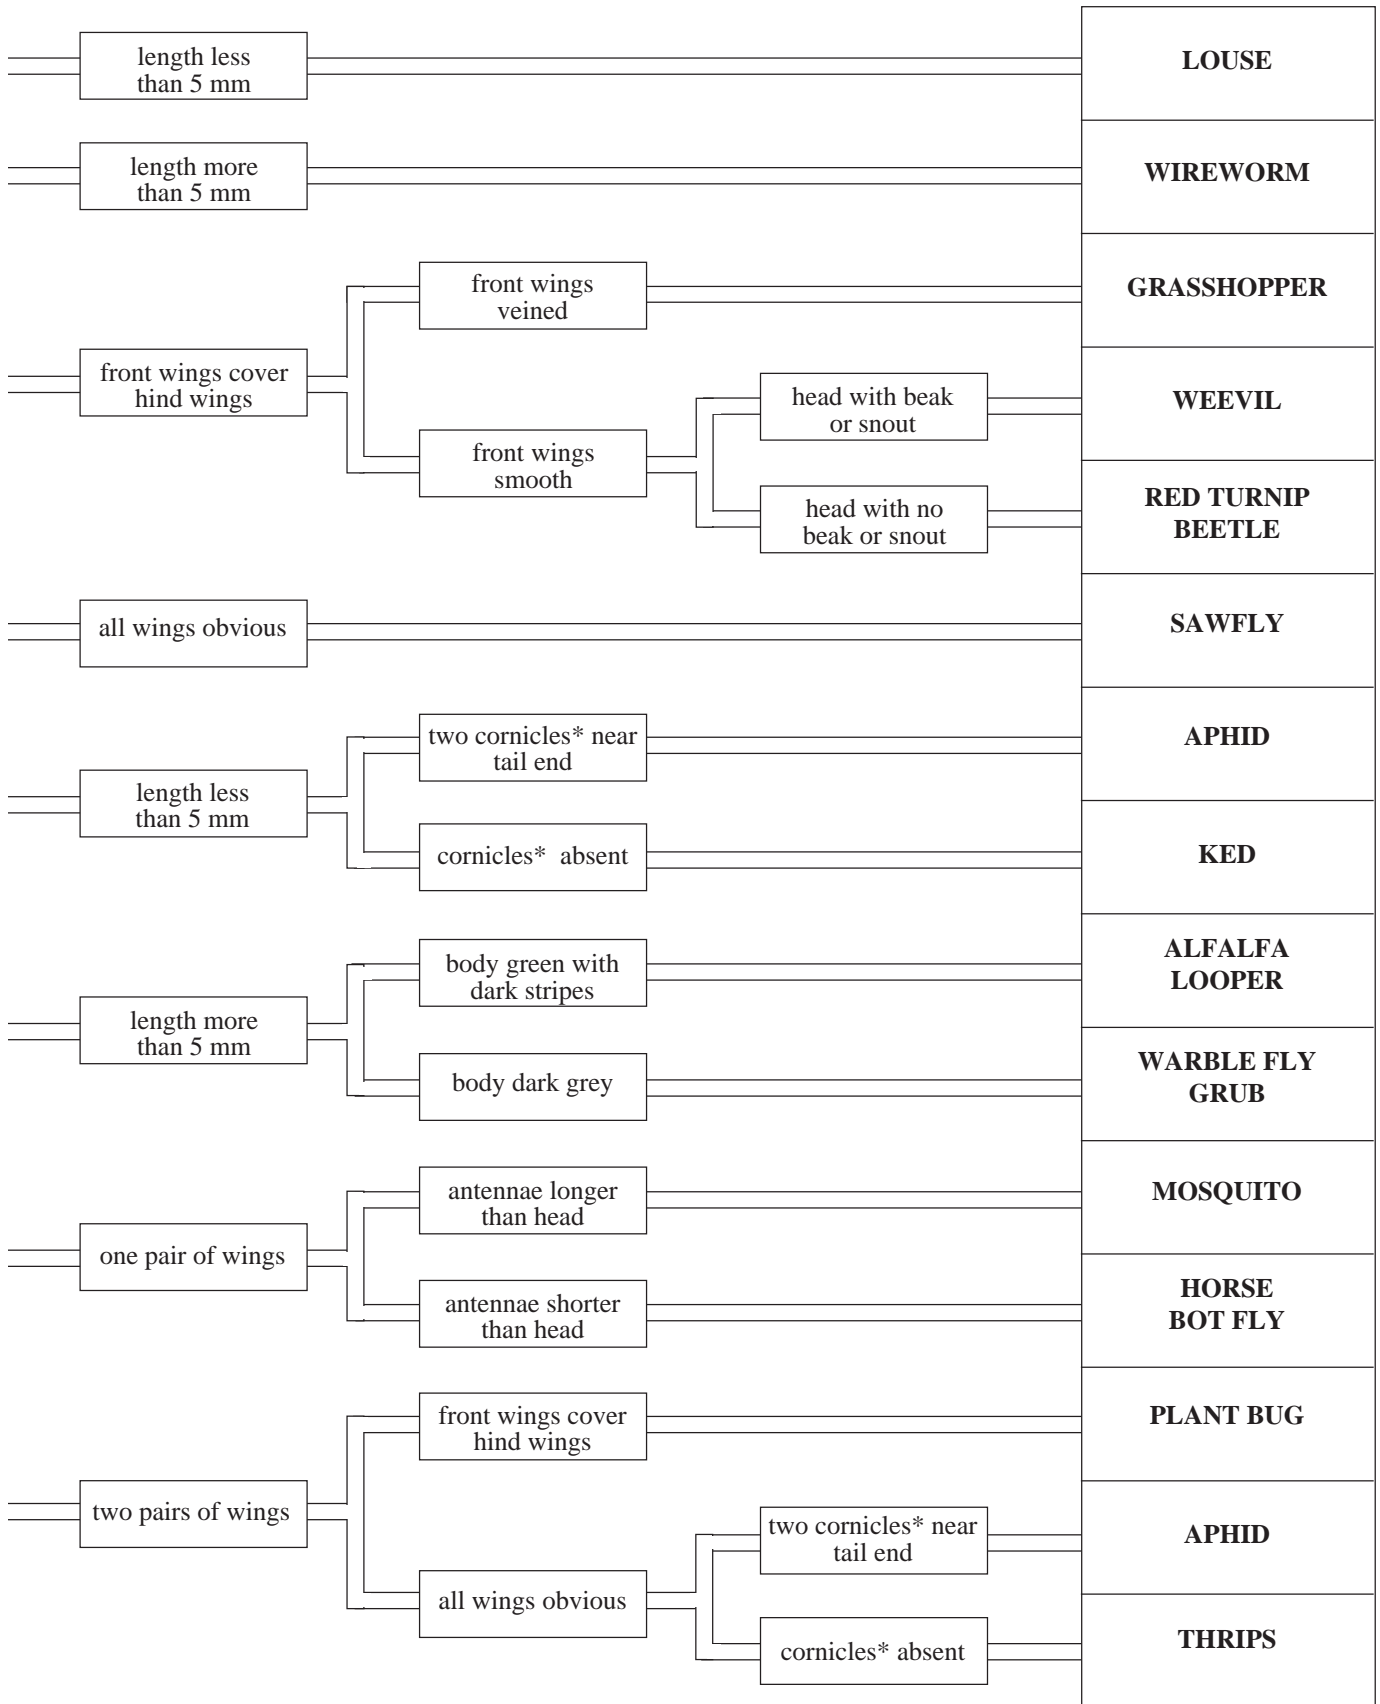 length less
than 5 mm
LOUSE
length more
than 5 mm
WIREWORM
front wings
veined
GRASSHOPPER
front wings cover
hind wings
head with beak
or snout
WEEVIL
front wings
smooth
head with no
beak or snout
RED TURNIP
BEETLE
all wings obvious
SAWFLY
two cornicles* near
tail end
APHID
length less
than 5 mm
cornicles* absent
KED
body green with
dark stripes
ALFALFA
LOOPER
length more
than 5 mm
body dark grey
WARBLE FLY
GRUB
antennae longer
than head
MOSQUITO
one pair of wings
antennae shorter
than head
HORSE
BOT FLY
front wings cover
hind wings
PLANT BUG
two pairs of wings
two cornicles* near
tail end
APHID
all wings obvious
cornicles* absent
THRIPS